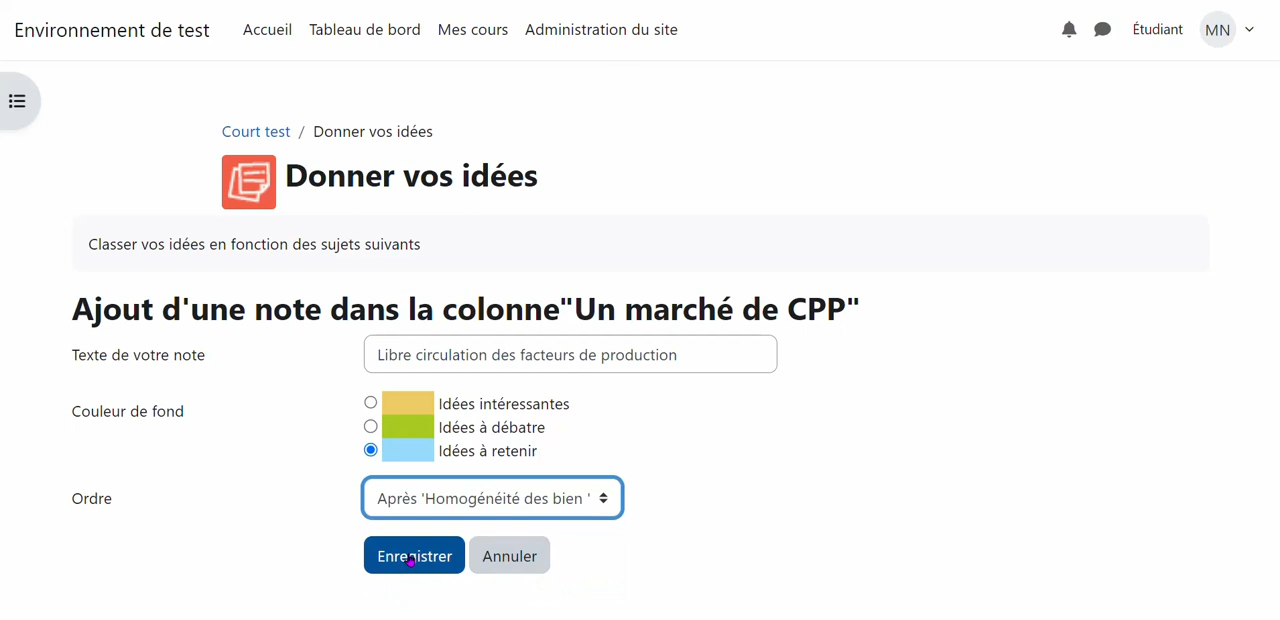 Environnement de test Accueil Tableau de bord Mes cours Administration du site Étudiant MN
Court test / Donner vos idées
Donner vos idées
Classer vos idées en fonction des sujets suivants
Ajout d'une note dans la colonne"Un marché de CPP"
Texte de votre note Libre circulation des facteurs de production
Couleur de fond
Idées intéressantes
Idées à débatre
Idées à retenir
Ordre Après 'Homogénéité des bien '
Enregistrer Annuler